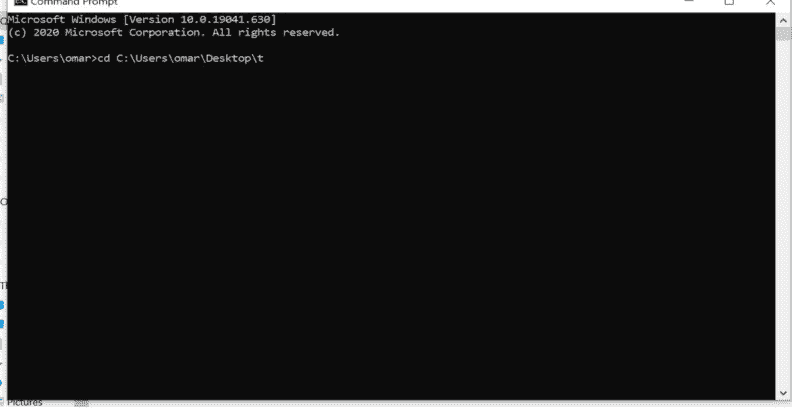 Command Prompt
Microsoft Windows [Version 10.0.19041.630]
(c) 2020 Microsoft Corporation. All rights reserved.
C:\Users\omar>cd C:\Users\omar\Desktop\t
Pictures